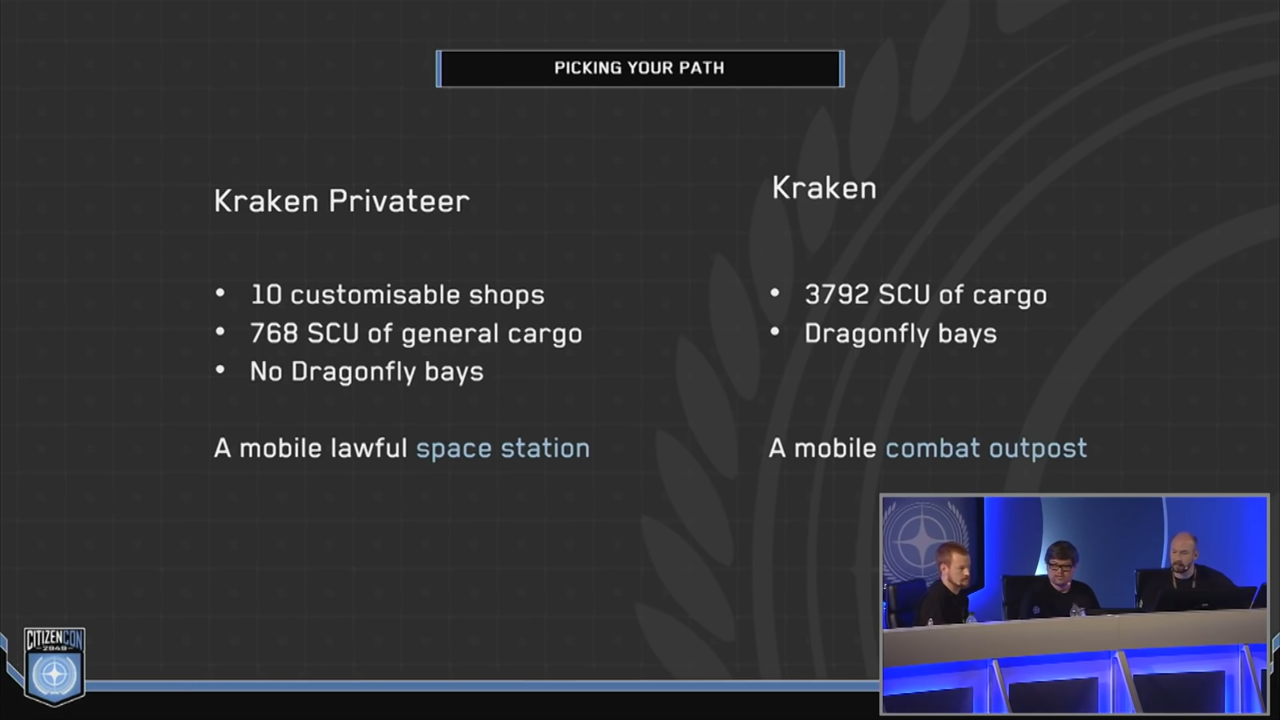 PICKING YOUR PATH
Kraken Privateer
• 10 customisable shops
• 768 SCU of general cargo
• No Dragonfly bays
A mobile lawful space station
Kraken
• 3792 SCU of cargo
• Dragonfly bays
A mobile combat outpost
CITIZENCON
2948